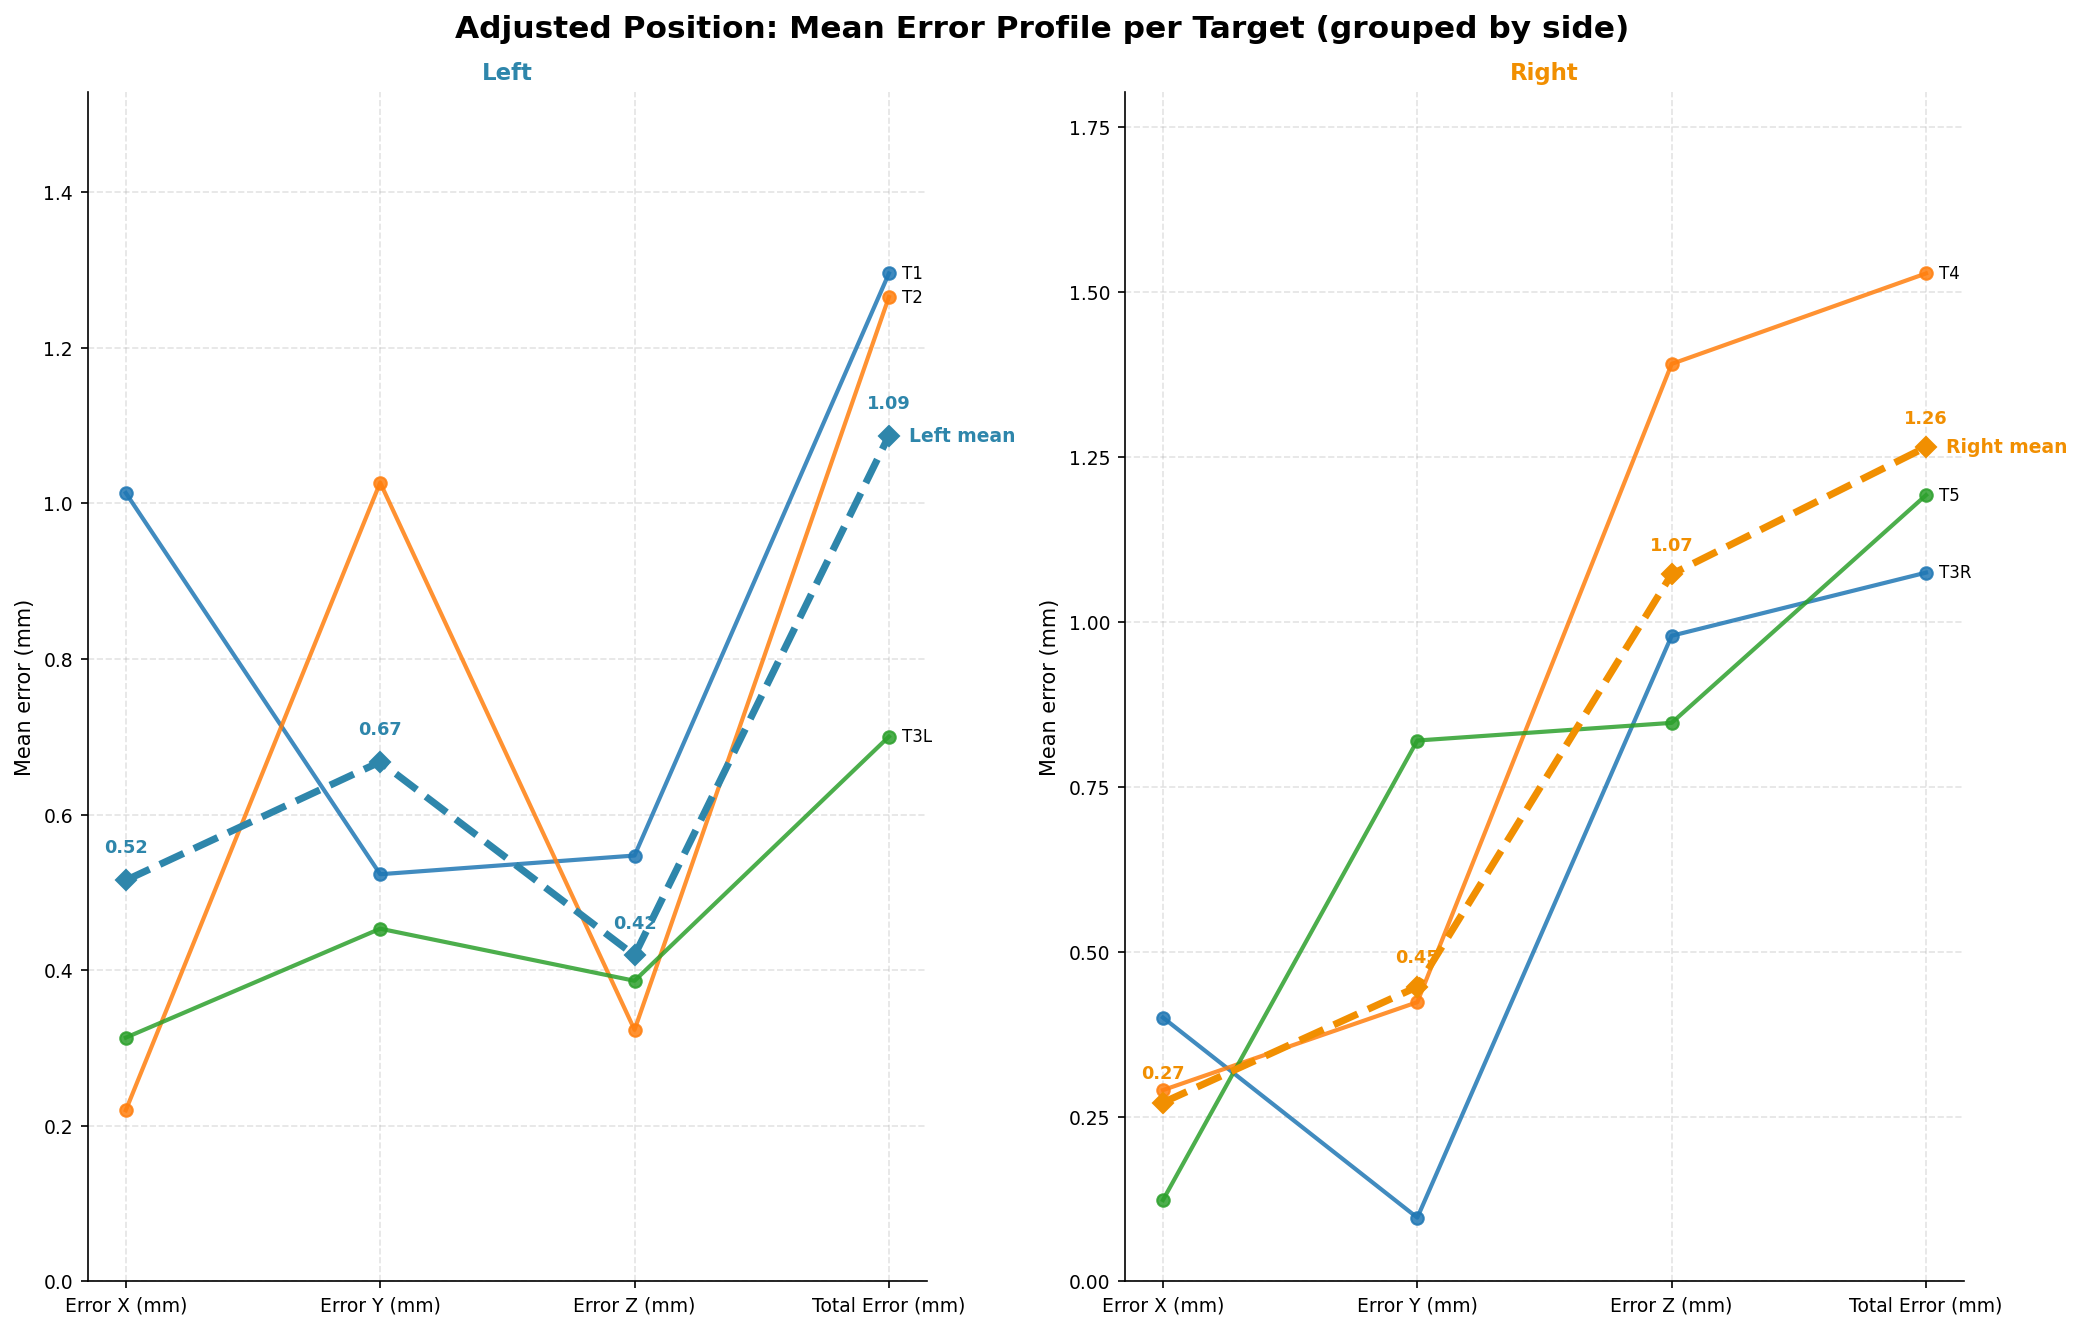 Adjusted Position: Mean Error Profile per Target (grouped by side)
Left
Mean error (mm)
1.4
1.2
1.0
0.8
0.6
0.4
0.2
0.0
0.52
0.67
0.42
1.09
T1
T2
Left mean
T3L
Error X (mm)
Error Y (mm)
Error Z (mm)
Total Error (mm)
Right
Mean error (mm)
1.75
1.50
1.25
1.00
0.75
0.50
0.25
0.00
0.27
0.45
1.07
1.26
T4
Right mean
T5
T3R
Error X (mm)
Error Y (mm)
Error Z (mm)
Total Error (mm)